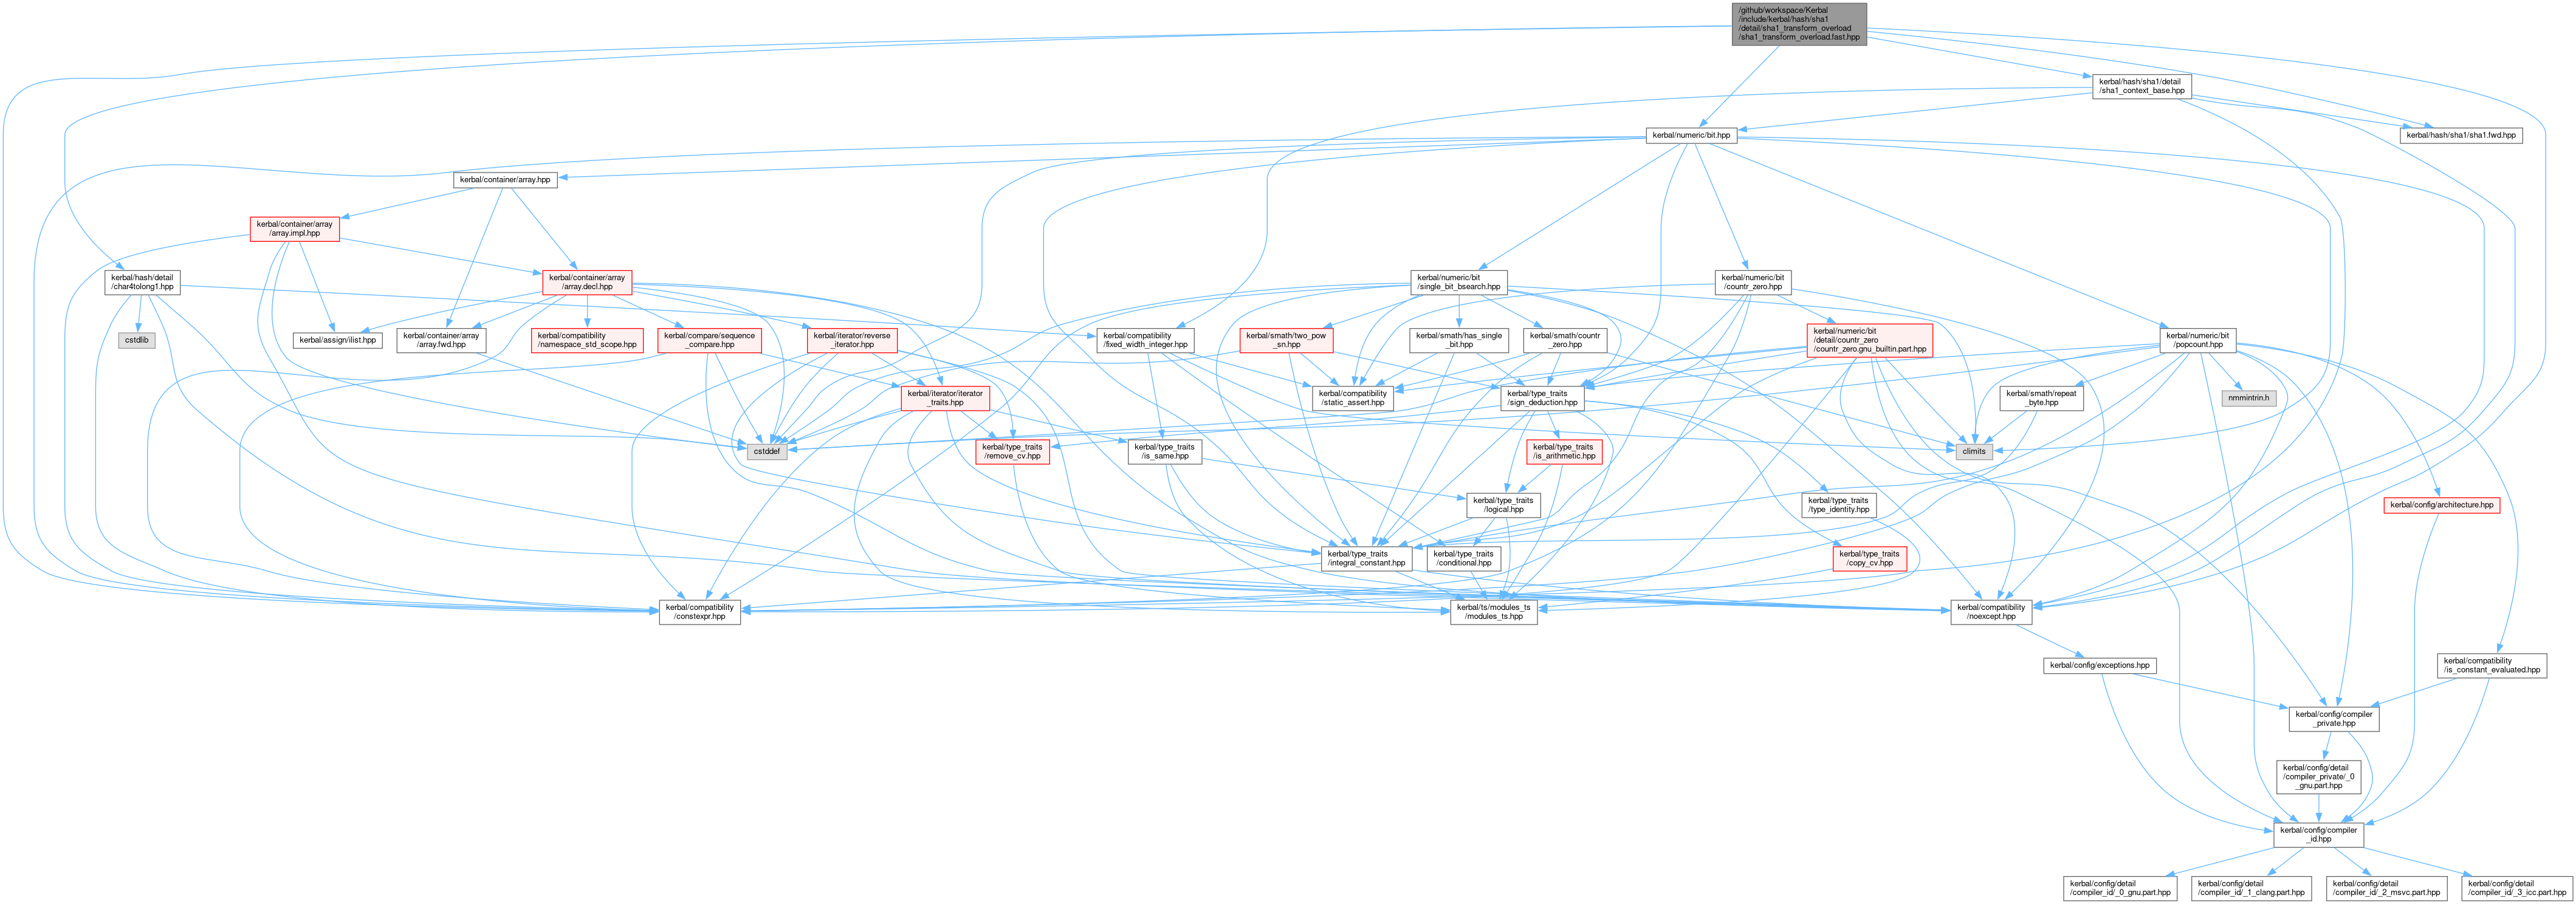 /github/workspace/Kerbal
/include/kerbal/hash/sha1
/detail/sha1_transform_overload
/sha1_transform_overload.fast.hpp
kerbal/hash/sha1/detail
/sha1_context_base.hpp
kerbal/numeric/bit.hpp
kerbal/hash/sha1/sha1.fwd.hpp
kerbal/container/array.hpp
kerbal/container/array
/array.impl.hpp
kerbal/hash/detail
/char4tolong1.hpp
kerbal/container/array
/array.decl.hpp
kerbal/numeric/bit
/single_bit_bsearch.hpp
kerbal/numeric/bit
/countr_zero.hpp
cstdlib
kerbal/assign/ilist.hpp
kerbal/container/array
/array.fwd.hpp
kerbal/compatibility
/namespace_std_scope.hpp
kerbal/compare/sequence
_compare.hpp
kerbal/iterator/reverse
_iterator.hpp
kerbal/compatibility
/fixed_width_integer.hpp
kerbal/smath/two_pow
_sn.hpp
kerbal/smath/has_single
_bit.hpp
kerbal/smath/countr
_zero.hpp
kerbal/numeric/bit
/detail/countr_zero
/countr_zero.gnu_builtin.part.hpp
kerbal/numeric/bit
/popcount.hpp
kerbal/iterator/iterator
_traits.hpp
kerbal/compatibility
/static_assert.hpp
kerbal/type_traits
/sign_deduction.hpp
kerbal/smath/repeat
_byte.hpp
nmmintrin.h
cstddef
kerbal/type_traits
/remove_cv.hpp
kerbal/type_traits
/is_same.hpp
kerbal/type_traits
/is_arithmetic.hpp
climits
kerbal/type_traits
/logical.hpp
kerbal/type_traits
/type_identity.hpp
kerbal/config/architecture.hpp
kerbal/type_traits
/integral_constant.hpp
kerbal/type_traits
/conditional.hpp
kerbal/type_traits
/copy_cv.hpp
kerbal/compatibility
/constexpr.hpp
kerbal/ts/modules_ts
/modules_ts.hpp
kerbal/compatibility
/noexcept.hpp
kerbal/config/exceptions.hpp
kerbal/compatibility
/is_constant_evaluated.hpp
kerbal/config/compiler
_private.hpp
kerbal/config/detail
/compiler_private/_0
_gnu.part.hpp
kerbal/config/compiler
_id.hpp
kerbal/config/detail
/compiler_id/_0_gnu.part.hpp
kerbal/config/detail
/compiler_id/_1_clang.part.hpp
kerbal/config/detail
/compiler_id/_2_msvc.part.hpp
kerbal/config/detail
/compiler_id/_3_icc.part.hpp